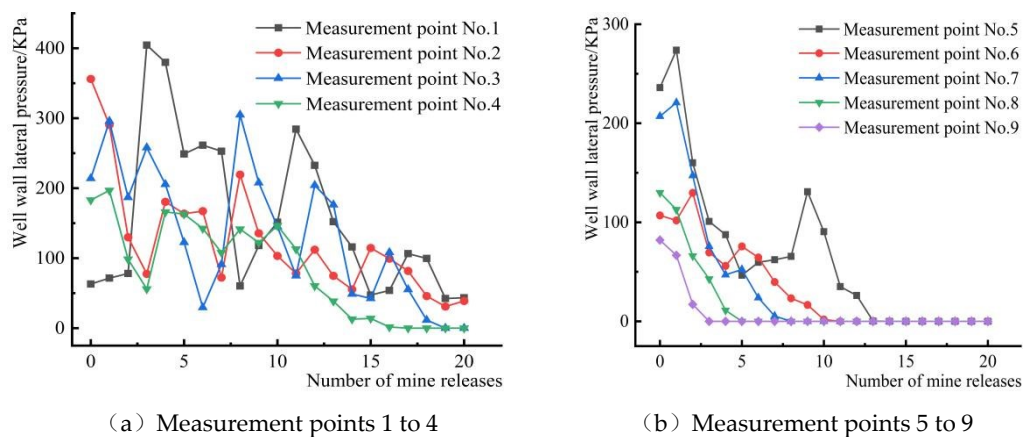 Well wall lateral pressure/KPa
400
300
200
100
0
Measurement point No.1
Measurement point No.2
Measurement point No.3
Measurement point No.4
0 5 10 15 20
Number of mine releases
（a）Measurement points 1 to 4
Well wall lateral pressure/KPa
300
200
100
0
Measurement point No.5
Measurement point No.6
Measurement point No.7
Measurement point No.8
Measurement point No.9
0 5 10 15 20
Number of mine releases
（b）Measurement points 5 to 9